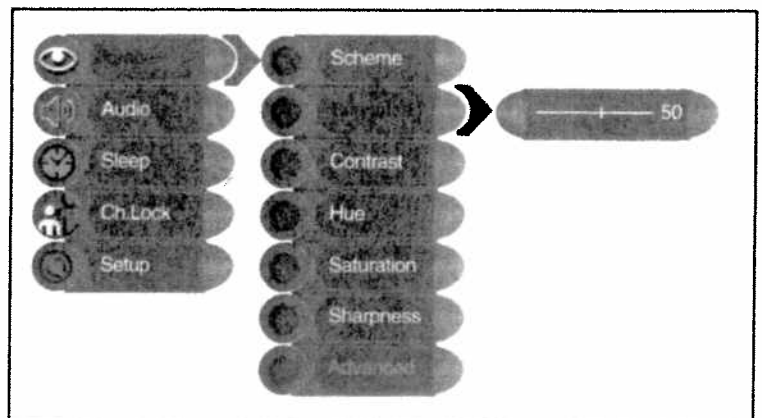 Scheme
Audio
50
Sleep
Contrast
Ch.Lock
Hue
Setup
Saturation
Sharpness
Advanced